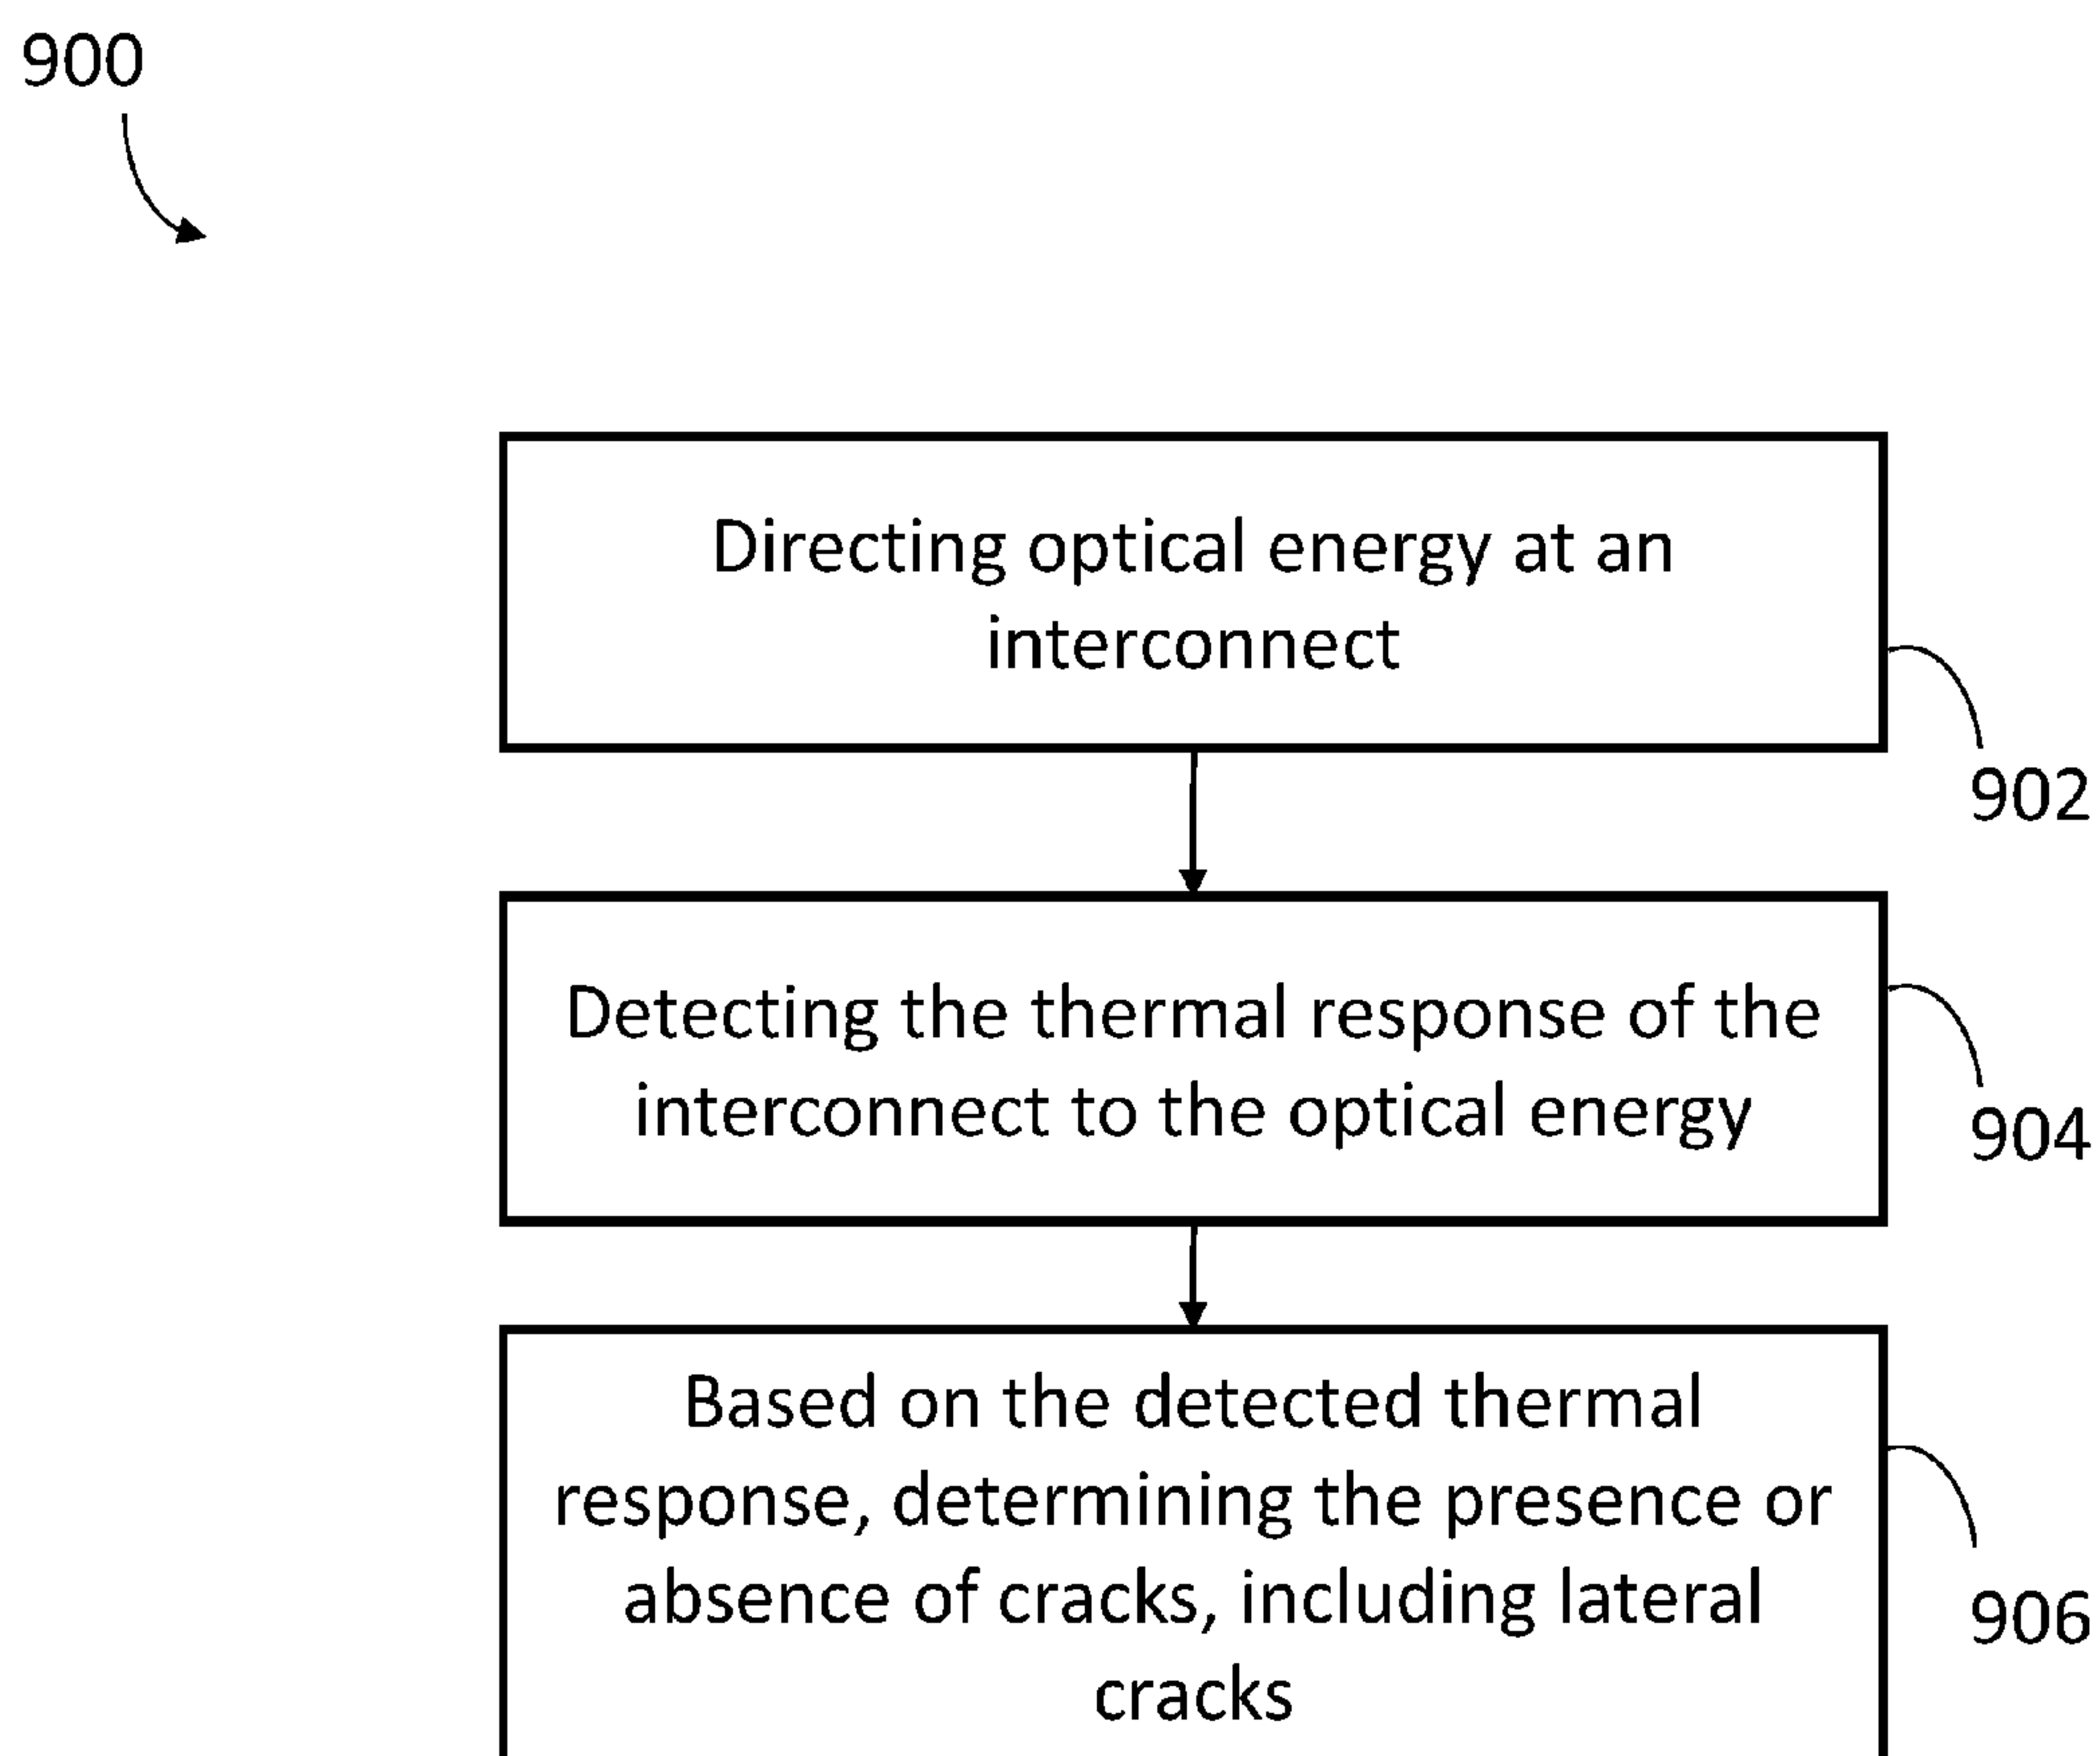 900
Directing optical energy at an
interconnect
902
Detecting the thermal response of the
interconnect to the optical energy
904
Based on the detected thermal
response, determining the presence or
absence of cracks, including lateral
cracks
906